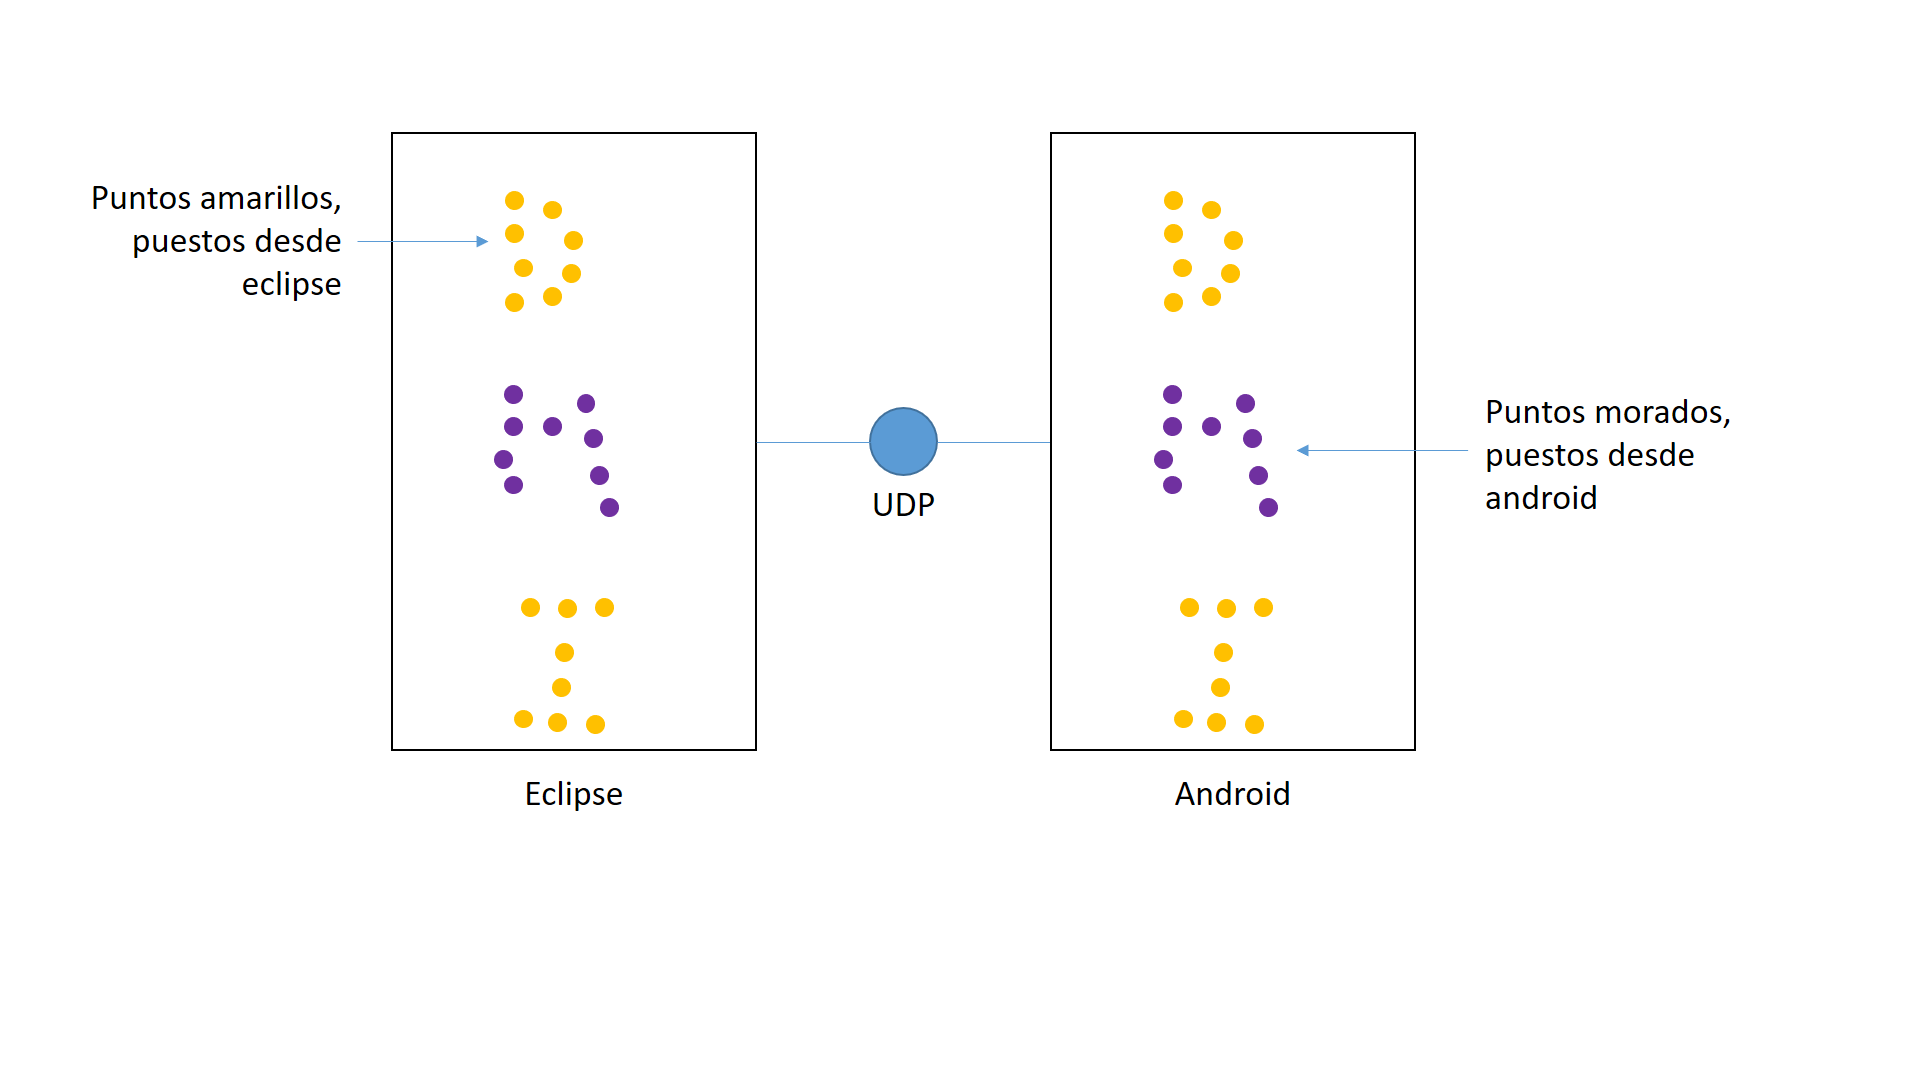 Puntos amarillos,
puestos desde
eclipse
Puntos morados,
puestos desde
android
UDP
Eclipse
Android